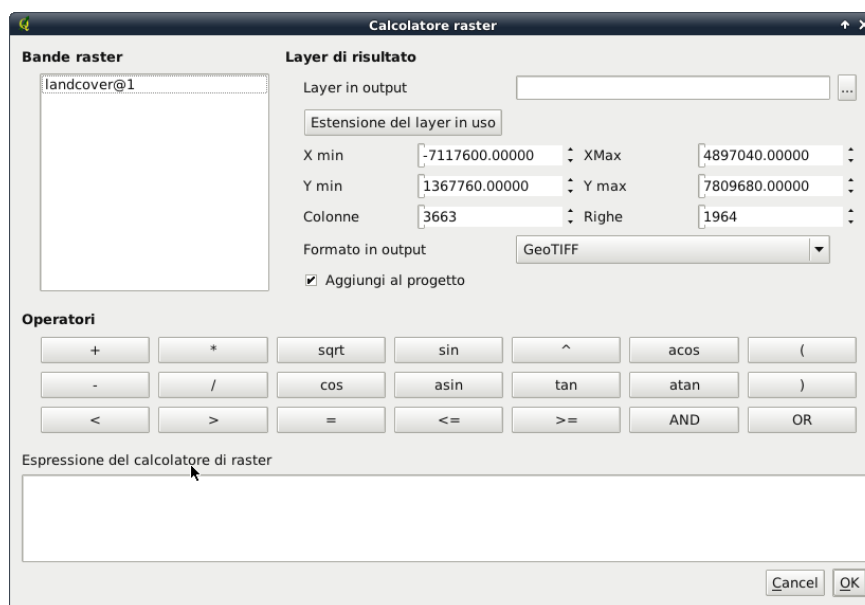 Calcolatore raster
Bande raster
landcover@1
Layer di risultato
Layer in output
...
Estensione del layer in uso
X min -7117600.00000 XMax 4897040.00000
Y min 1367760.00000 Y max 7809680.00000
Colonne 3663 Righe 1964
Formato in output GeoTIFF
Aggiungi al progetto
Operatori
+ * sqrt sin ^ acos (
- / cos asin tan atan )
< > = <= >= AND OR
Espressione del calcolatore di raster
Cancel OK